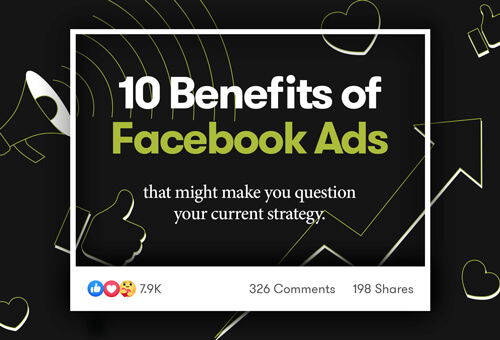 10 Benefits of
Facebook Ads
that might make you question
your current strategy.
7.9K 326 Comments 198 Shares